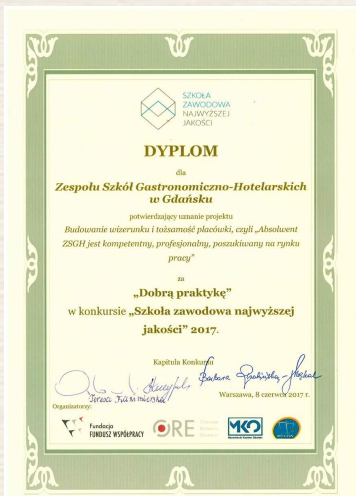 SZKOŁA
ZAWODOWA
NAJWYŻSZEJ
JAKOŚCI
DYPLOM
dla
Zespołu Szkół Gastronomiczno-Hotelarskich
w Gdańsku
potwierdzający uznanie projektu
Budowanie wizerunku i tożsamość placówki, czyli „Absolwent
ZSGH jest kompetentny, profesjonalny, poszukiwany na rynku
pracy”
za
„Dobrą praktykę”
w konkursie „Szkoła zawodowa najwyższej
jakości” 2017.
Kapituła Konkursu
Warszawa, 8 czerwca 2017 r.
Organizatorzy:
Fundacja
FUNDUSZ WSPÓŁPRACY
ORE
MKO